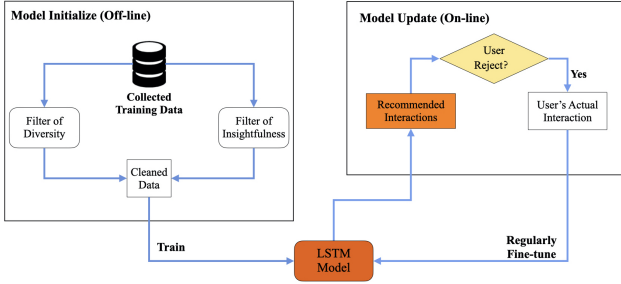 Model Initialize (Off-line)
Collected
Training Data
Filter of
Diversity
Filter of
Insightfulness
Cleaned
Data
Train
LSTM
Model
Model Update (On-line)
User
Reject?
Yes
Recommended
Interactions
User's Actual
Interaction
Regularly
Fine-tune